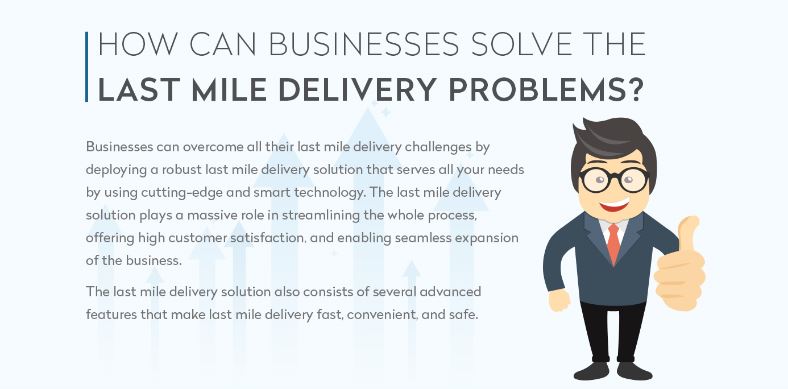 HOW CAN BUSINESSES SOLVE THE
LAST MILE DELIVERY PROBLEMS?
Businesses can overcome all their last mile delivery challenges by
deploying a robust last mile delivery solution that serves all your needs
by using cutting-edge and smart technology. The last mile delivery
solution plays a massive role in streamlining the whole process,
offering high customer satisfaction, and enabling seamless expansion
of the business.
The last mile delivery solution also consists of several advanced
features that make last mile delivery fast, convenient, and safe.